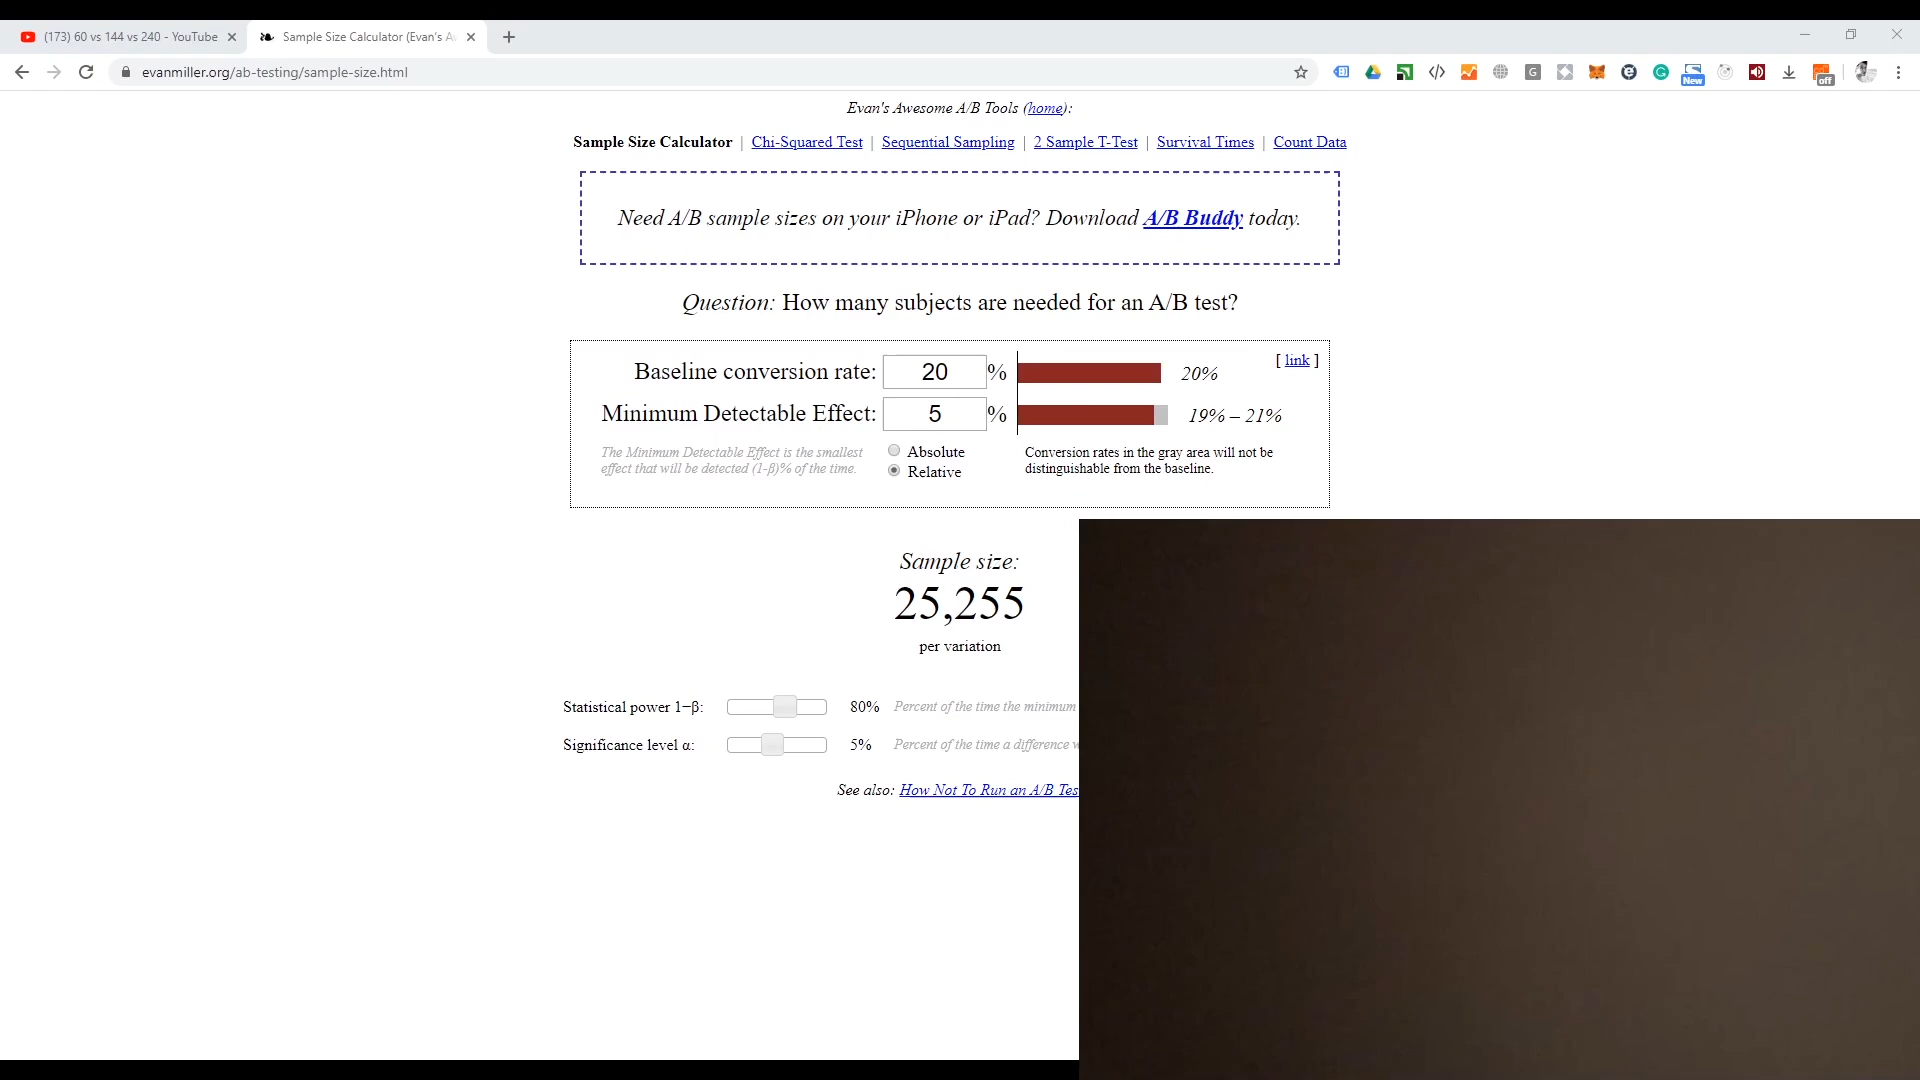 (173) 60 vs 144 vs 240 - YouTube
Sample Size Calculator (Evan's
evanmiller.org/ab-testing/sample-size.html
New
off
Evan's Awesome A/B Tools (home):
Sample Size Calculator | Chi-Squared Test | Sequential Sampling | 2 Sample T-Test | Survival Times | Count Data
Need A/B sample sizes on your iPhone or iPad? Download A/B Buddy today.
Question: How many subjects are needed for an A/B test?
Baseline conversion rate: 20 % 20% [ link ]
Minimum Detectable Effect: 5 % 19% – 21%
The Minimum Detectable Effect is the smallest
effect that will be detected (1-β)% of the time.
Absolute
Relative
Conversion rates in the gray area will not be
distinguishable from the baseline.
Sample size:
25,255
per variation
Statistical power 1−β: 80% Percent of the time the minimum
Significance level α: 5% Percent of the time a difference
See also: How Not To Run an A/B Tes